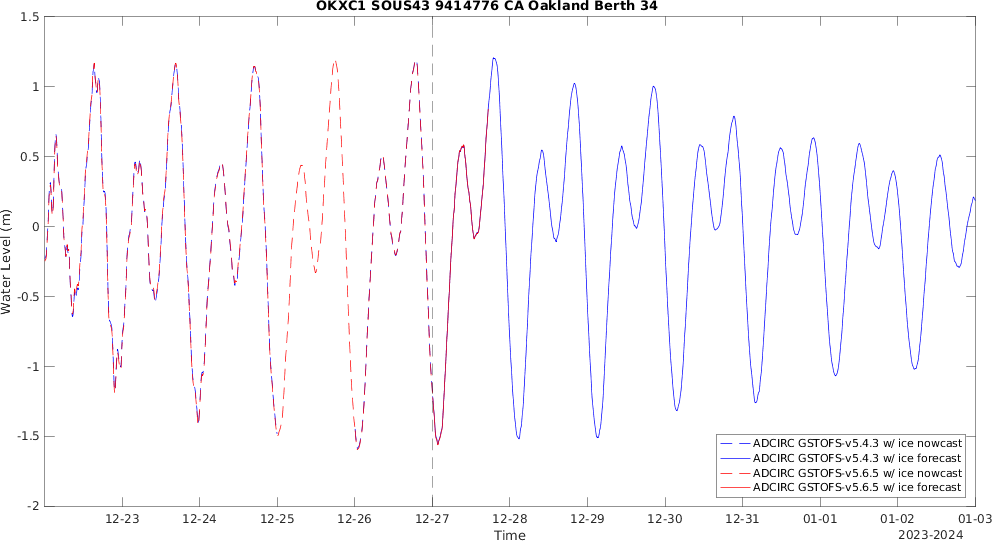 OKXC1 SOUS43 9414776 CA Oakland Berth 34
1.5
1
0.5
0
-0.5
-1
-1.5
-2
Water Level (m)
12-23 12-24 12-25 12-26 12-27 12-28 12-29 12-30 12-31 01-01 01-02 01-03
Time
2023-2024
ADCIRC GSTOFS-v5.4.3 w/ ice nowcast
ADCIRC GSTOFS-v5.4.3 w/ ice forecast
ADCIRC GSTOFS-v5.6.5 w/ ice nowcast
ADCIRC GSTOFS-v5.6.5 w/ ice forecast